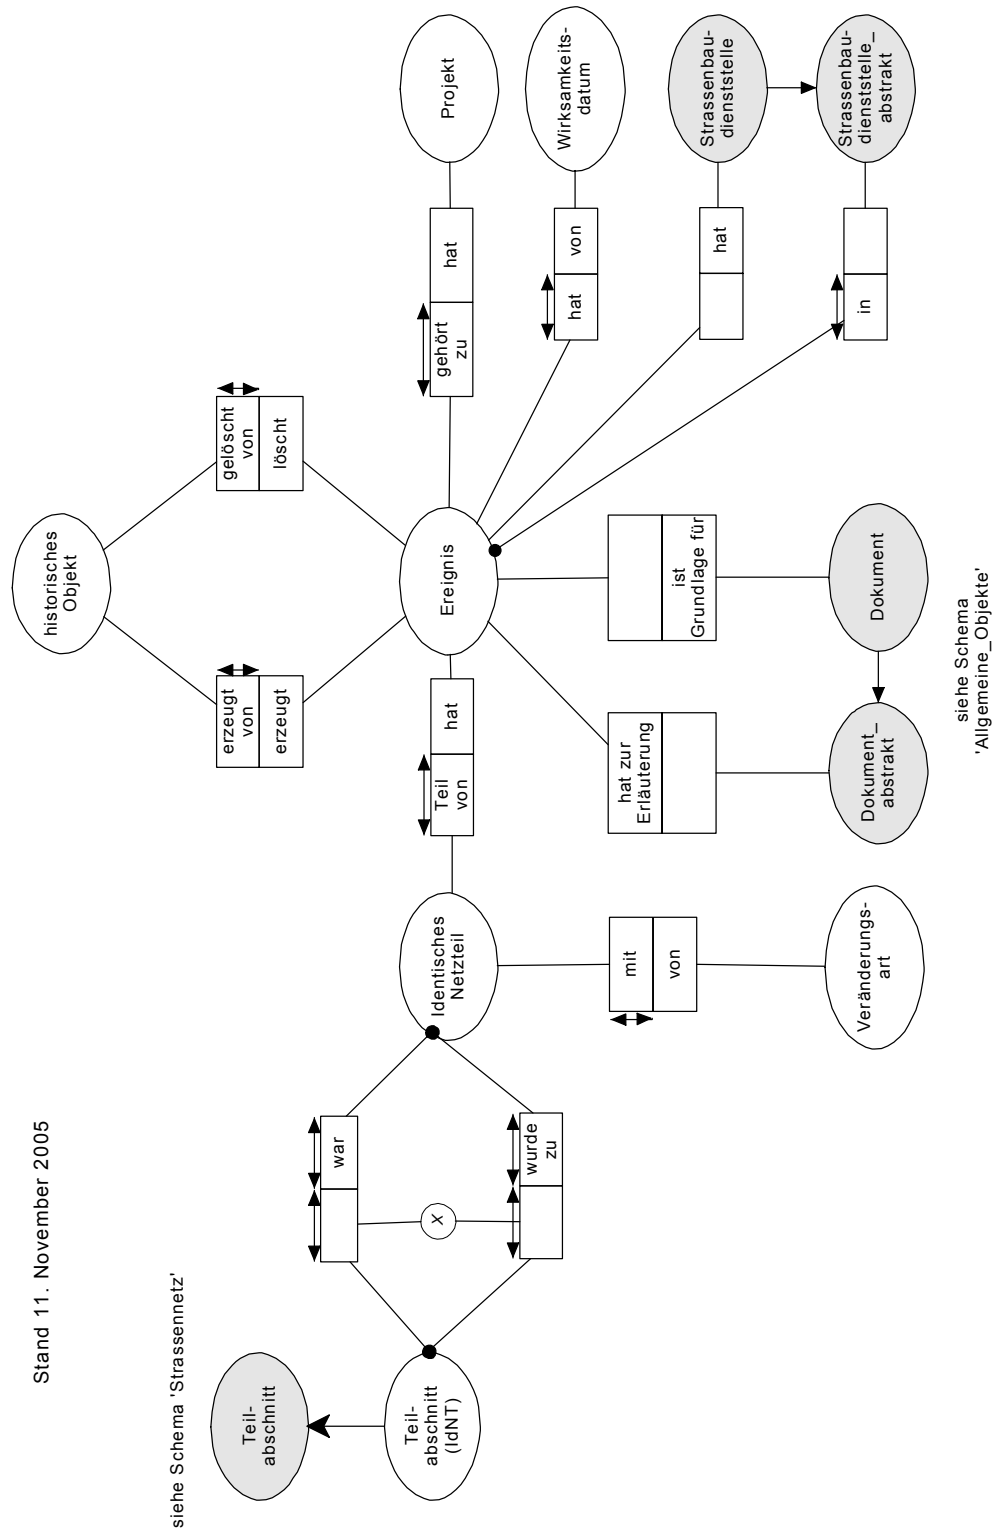 Stand 11. November 2005
siehe Schema 'Strassennetz'
Teil-
abschnitt
Teil-
abschnitt
(IdNT)
war
X
wurde
zu
Identisches
Netzteil
mit
von
Veränderungs-
art
Teil
von
hat
historisches
Objekt
erzeugt
von
erzeugt
gelöscht
von
löscht
Ereignis
hat zur
Erläuterung
Dokument_
abstrakt
ist
Grundlage für
Dokument
siehe Schema
'Allgemeine_Objekte'
gehört
zu
hat
Projekt
hat
von
Wirksamkeits-
datum
hat
Strassenbau-
dienststelle
in
Strassenbau-
dienststelle_
abstrakt